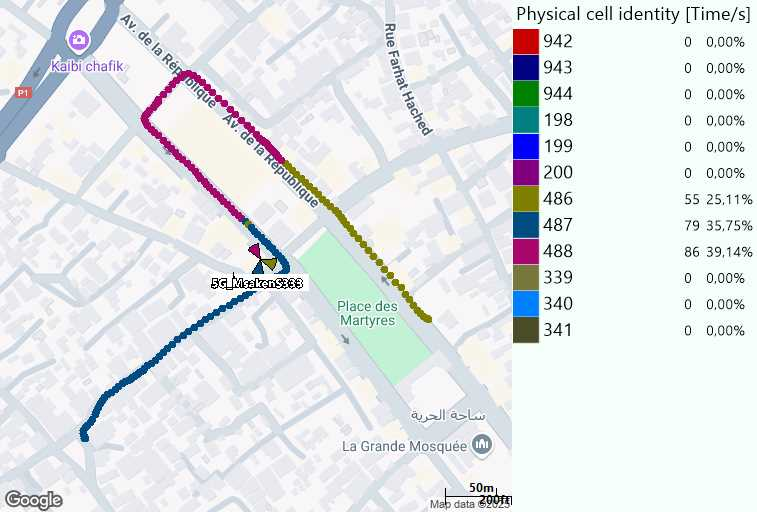 Physical cell identity [Time/s]
942 0 0,00%
943 0 0,00%
944 0 0,00%
198 0 0,00%
199 0 0,00%
200 0 0,00%
486 55 25,11%
487 79 35,75%
488 86 39,14%
339 0 0,00%
340 0 0,00%
341 0 0,00%
Av. de la République
Rue Farhat Hached
Kaibi chafik
P1
Av. de la République
Place des
Martyres
ساحة الحرية
La Grande Mosquée
50m
200ft
Google
Map data ©2025